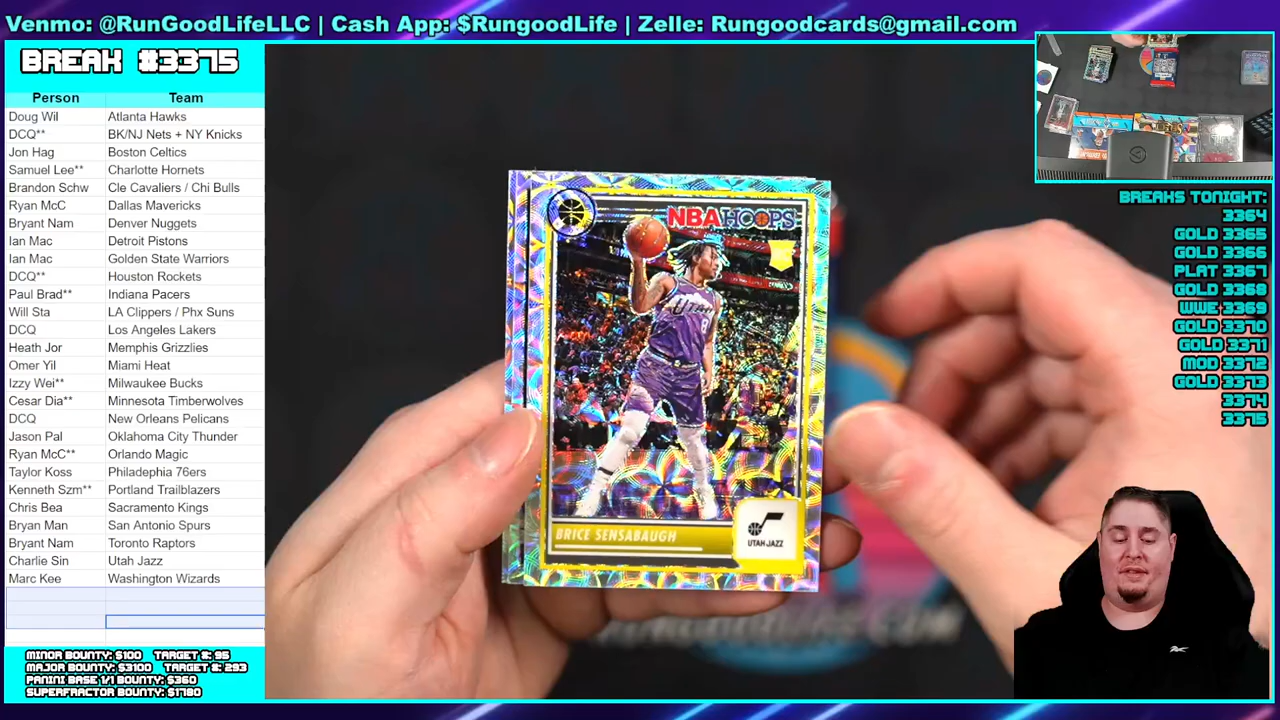 Venmo: @RunGoodLifeLLC | Cash App: $RungoodLife | Zelle: Rungoodcards@gmail.com
BREAK #3375
Person Team
Doug Wil Atlanta Hawks
DCQ** BK/NJ Nets + NY Knicks
Jon Hag Boston Celtics
Samuel Lee** Charlotte Hornets
Brandon Schw Cle Cavaliers / Chi Bulls
Ryan McC Dallas Mavericks
Bryant Nam Denver Nuggets
Ian Mac Detroit Pistons
Ian Mac Golden State Warriors
DCQ** Houston Rockets
Paul Brad** Indiana Pacers
Will Sta LA Clippers / Phx Suns
DCQ Los Angeles Lakers
Heath Jor Memphis Grizzlies
Omer Yil Miami Heat
Izzy Wei** Milwaukee Bucks
Cesar Dia** Minnesota Timberwolves
DCQ New Orleans Pelicans
Jason Pal Oklahoma City Thunder
Ryan McC** Orlando Magic
Taylor Koss Philadephia 76ers
Kenneth Szm** Portland Trailblazers
Chris Bea Sacramento Kings
Bryan Man San Antonio Spurs
Bryant Nam Toronto Raptors
Charlie Sin Utah Jazz
Marc Kee Washington Wizards
MINOR BOUNTY: $100 TARGET #: 95
MAJOR BOUNTY: $3100 TARGET #: 293
PANINI BASE 1/1 BOUNTY: $360
SUPERFRACTOR BOUNTY: $1780
NBA HOOPS
8
BRICE SENSABAUGH
UTAH JAZZ
BREAKS TONIGHT:
3364
GOLD 3365
GOLD 3366
PLAT 3367
GOLD 3368
WWE 3369
GOLD 3370
GOLD 3371
MOD 3372
GOLD 3373
3374
3375